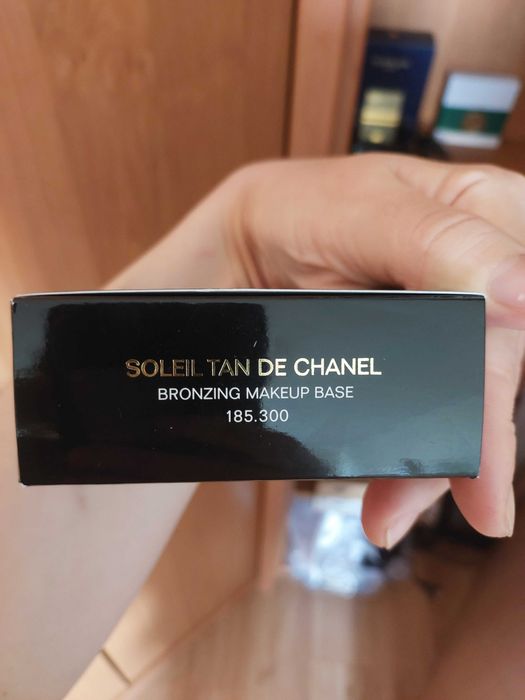 SOLEIL TAN DE CHANEL
BRONZING MAKEUP BASE
185.300